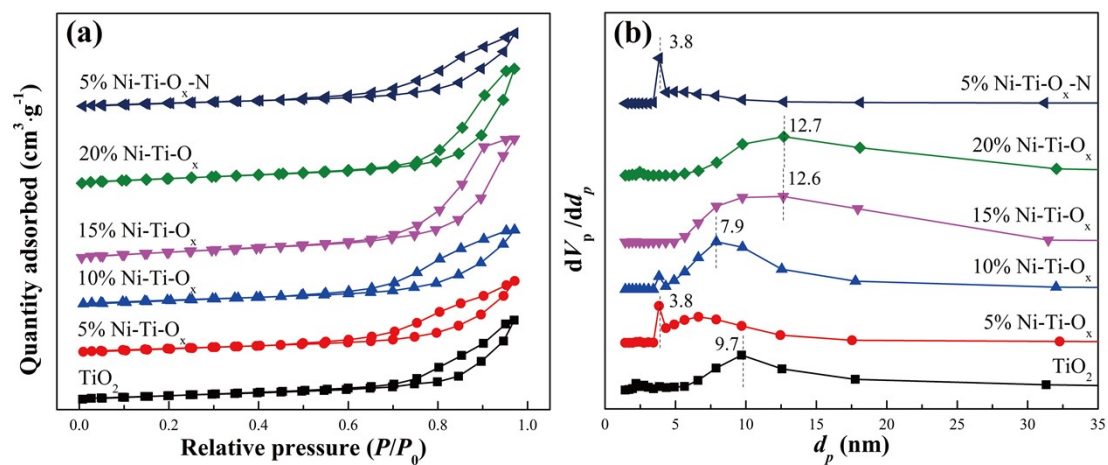 (a)
Quantity adsorbed (cm³·g⁻¹)
5% Ni-Ti-Oₓ-N
20% Ni-Ti-Oₓ
15% Ni-Ti-Oₓ
10% Ni-Ti-Oₓ
5% Ni-Ti-Oₓ
TiO₂
0.0 0.2 0.4 0.6 0.8 1.0
Relative pressure (P/P₀)
(b)
dVₚ/ddₚ
3.8
5% Ni-Ti-Oₓ-N
12.7
20% Ni-Ti-Oₓ
12.6
15% Ni-Ti-Oₓ
7.9
10% Ni-Ti-Oₓ
3.8
5% Ni-Ti-Oₓ
9.7
TiO₂
0 5 10 15 20 25 30 35
dₚ (nm)